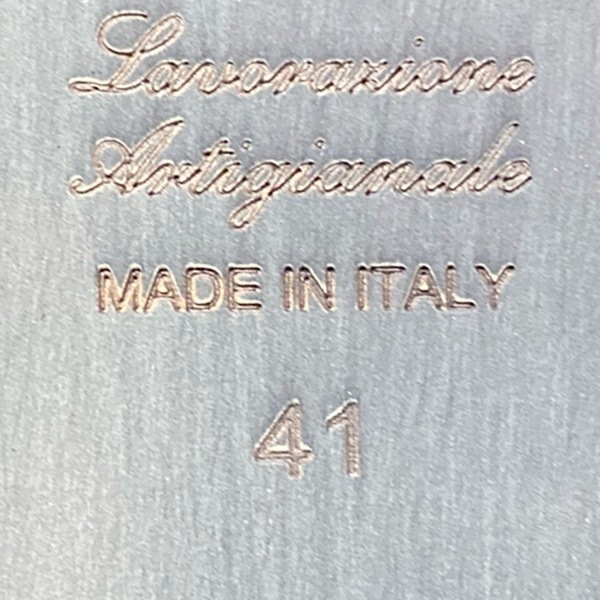 Lavorazione
Artigianale
MADE IN ITALY
41